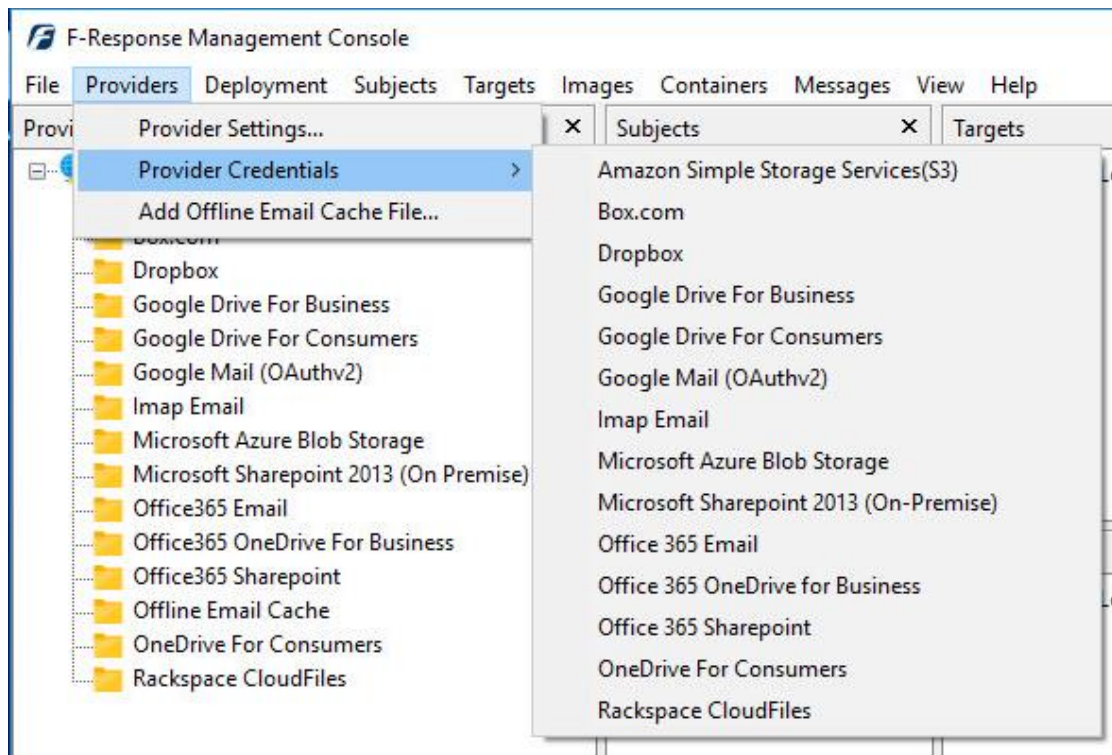 F-Response Management Console
File Providers Deployment Subjects Targets Images Containers Messages View Help
Provider Settings...
Provider Credentials
Add Offline Email Cache File...
Subjects
Targets
Box.com
Dropbox
Google Drive For Business
Google Drive For Consumers
Google Mail (OAuthv2)
Imap Email
Microsoft Azure Blob Storage
Microsoft Sharepoint 2013 (On Premise)
Office365 Email
Office365 OneDrive For Business
Office365 Sharepoint
Offline Email Cache
OneDrive For Consumers
Rackspace CloudFiles
Amazon Simple Storage Services(S3)
Box.com
Dropbox
Google Drive For Business
Google Drive For Consumers
Google Mail (OAuthv2)
Imap Email
Microsoft Azure Blob Storage
Microsoft Sharepoint 2013 (On-Premise)
Office 365 Email
Office 365 OneDrive for Business
Office 365 Sharepoint
OneDrive For Consumers
Rackspace CloudFiles